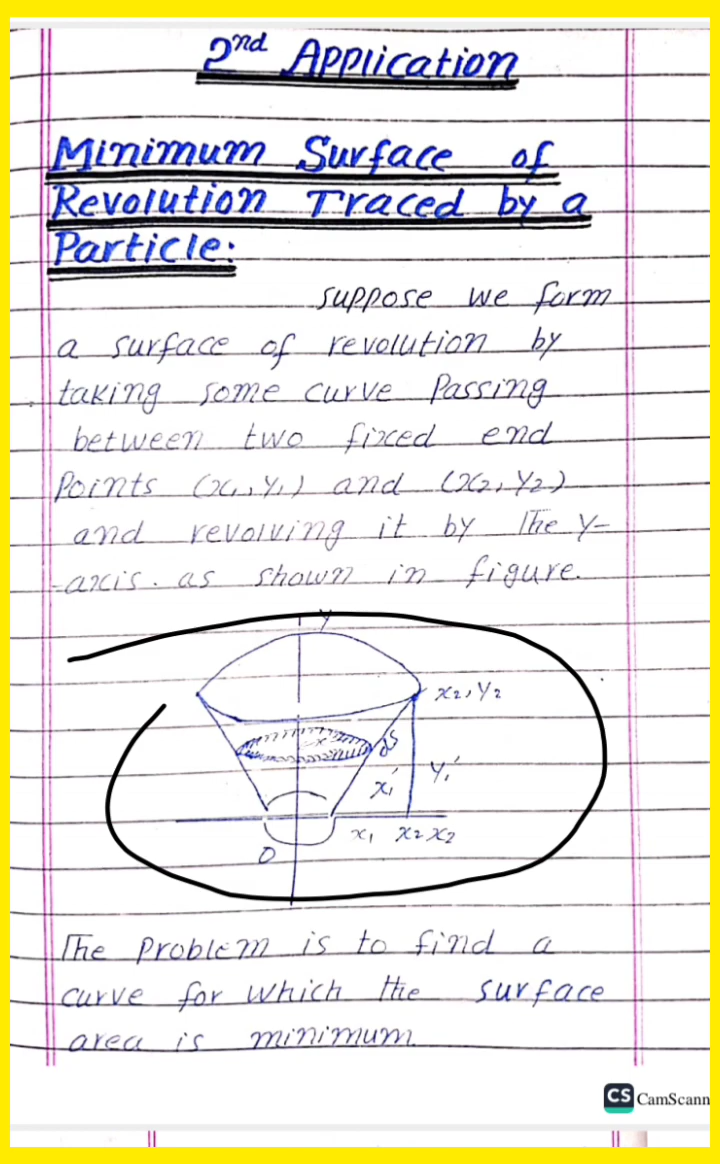 2nd Application
Minimum Surface of
Revolution Traced by a
Particle:
suppose we form
a surface of revolution by
taking some curve Passing
between two fixed end
Points (x1, y1) and (x2, y2)
and revolving it by the y-
axis. as shown in figure.
y
x2, y2
ds
x
y1'
x1'
x1 x2 x2
O
The problem is to find a
curve for which the surface
area is minimum.
CS CamScann